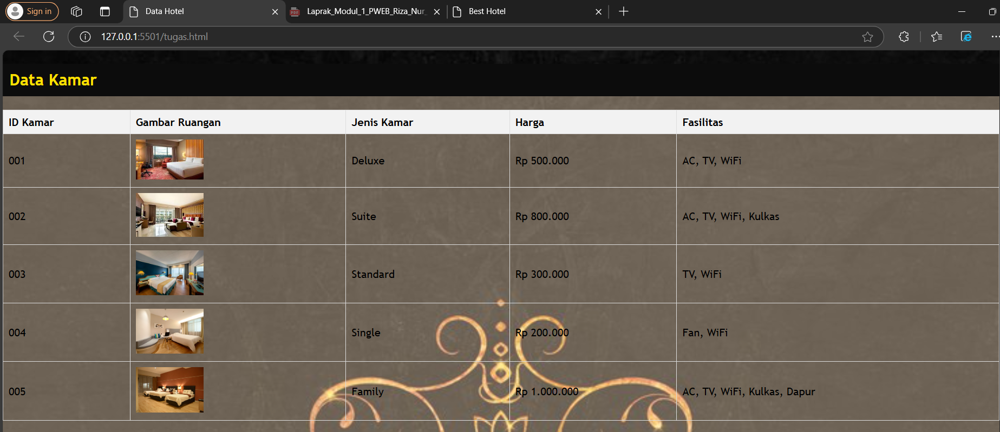 Sign in
Data Hotel
Laprak_Modul_1_PWEB_Riza_Nur_
Best Hotel
127.0.0.1:5501/tugas.html
Data Kamar
ID Kamar Gambar Ruangan Jenis Kamar Harga Fasilitas
001 Deluxe Rp 500.000 AC, TV, WiFi
002 Suite Rp 800.000 AC, TV, WiFi, Kulkas
003 Standard Rp 300.000 TV, WiFi
004 Single Rp 200.000 Fan, WiFi
005 Family Rp 1.000.000 AC, TV, WiFi, Kulkas, Dapur